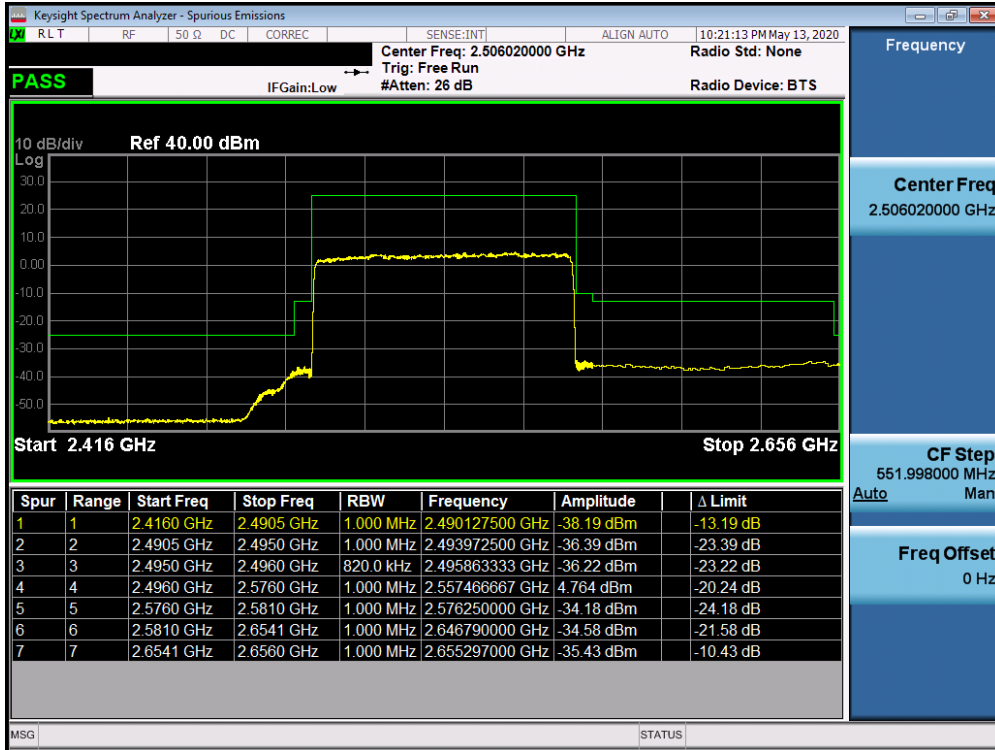 Keysight Spectrum Analyzer - Spurious Emissions
LXI RLT RF 50 Ω DC CORREC SENSE:INT ALIGN AUTO 10:21:13 PM May 13, 2020
Center Freq: 2.506020000 GHz Radio Std: None
Trig: Free Run
PASS IFGain:Low #Atten: 26 dB Radio Device: BTS
10 dB/div Ref 40.00 dBm
Log
30.0
20.0
10.0
0.00
-10.0
-20.0
-30.0
-40.0
-50.0
Start 2.416 GHz Stop 2.656 GHz
Spur Range Start Freq Stop Freq RBW Frequency Amplitude Δ Limit
1 1 2.4160 GHz 2.4905 GHz 1.000 MHz 2.490127500 GHz -38.19 dBm -13.19 dB
2 2 2.4905 GHz 2.4950 GHz 1.000 MHz 2.493972500 GHz -36.39 dBm -23.39 dB
3 3 2.4950 GHz 2.4960 GHz 820.0 kHz 2.495863333 GHz -36.22 dBm -23.22 dB
4 4 2.4960 GHz 2.5760 GHz 1.000 MHz 2.557466667 GHz 4.764 dBm -20.24 dB
5 5 2.5760 GHz 2.5810 GHz 1.000 MHz 2.576250000 GHz -34.18 dBm -24.18 dB
6 6 2.5810 GHz 2.6541 GHz 1.000 MHz 2.646790000 GHz -34.58 dBm -21.58 dB
7 7 2.6541 GHz 2.6560 GHz 1.000 MHz 2.655297000 GHz -35.43 dBm -10.43 dB
MSG STATUS
Frequency
Center Freq
2.506020000 GHz
CF Step
551.998000 MHz
Auto Man
Freq Offset
0 Hz